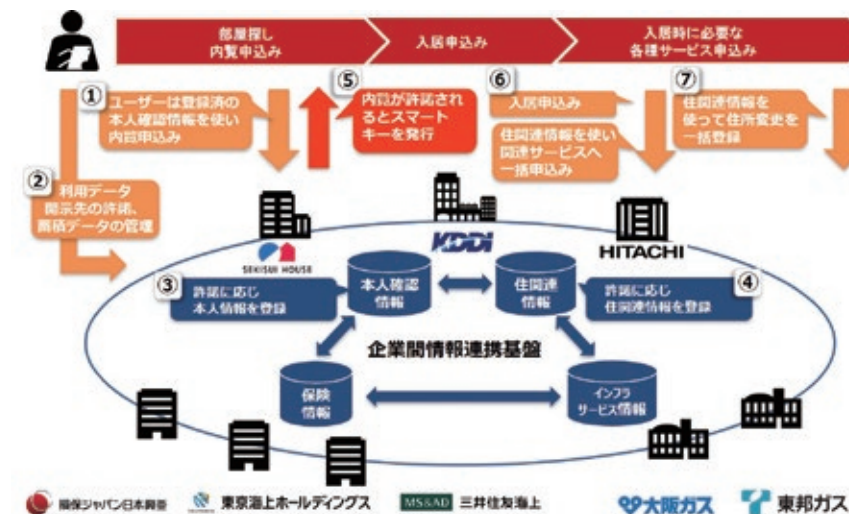 部屋探し
内覧申込み
入居申込み
入居時に必要な
各種サービス申込み
①
ユーザーは登録済の
本人確認情報を使い
内覧申込み
②
利用データ
開示先の許諾、
蓄積データの管理
⑤
内覧が許諾され
るとスマート
キーを発行
⑥
入居申込み
住関連情報を使い
関連サービスへ
一括申込み
⑦
住関連情報を
使って住所変更を
一括登録
SEKISUI HOUSE
KDDI
HITACHI
③
許諾に応じ
本人情報を登録
本人確認
情報
住関連
情報
④
許諾に応じ
住関連情報を登録
企業間情報連携基盤
保険
情報
インフラ
サービス情報
損保ジャパン日本興亜
東京海上ホールディングス
MS&AD 三井住友海上
大阪ガス
東邦ガス